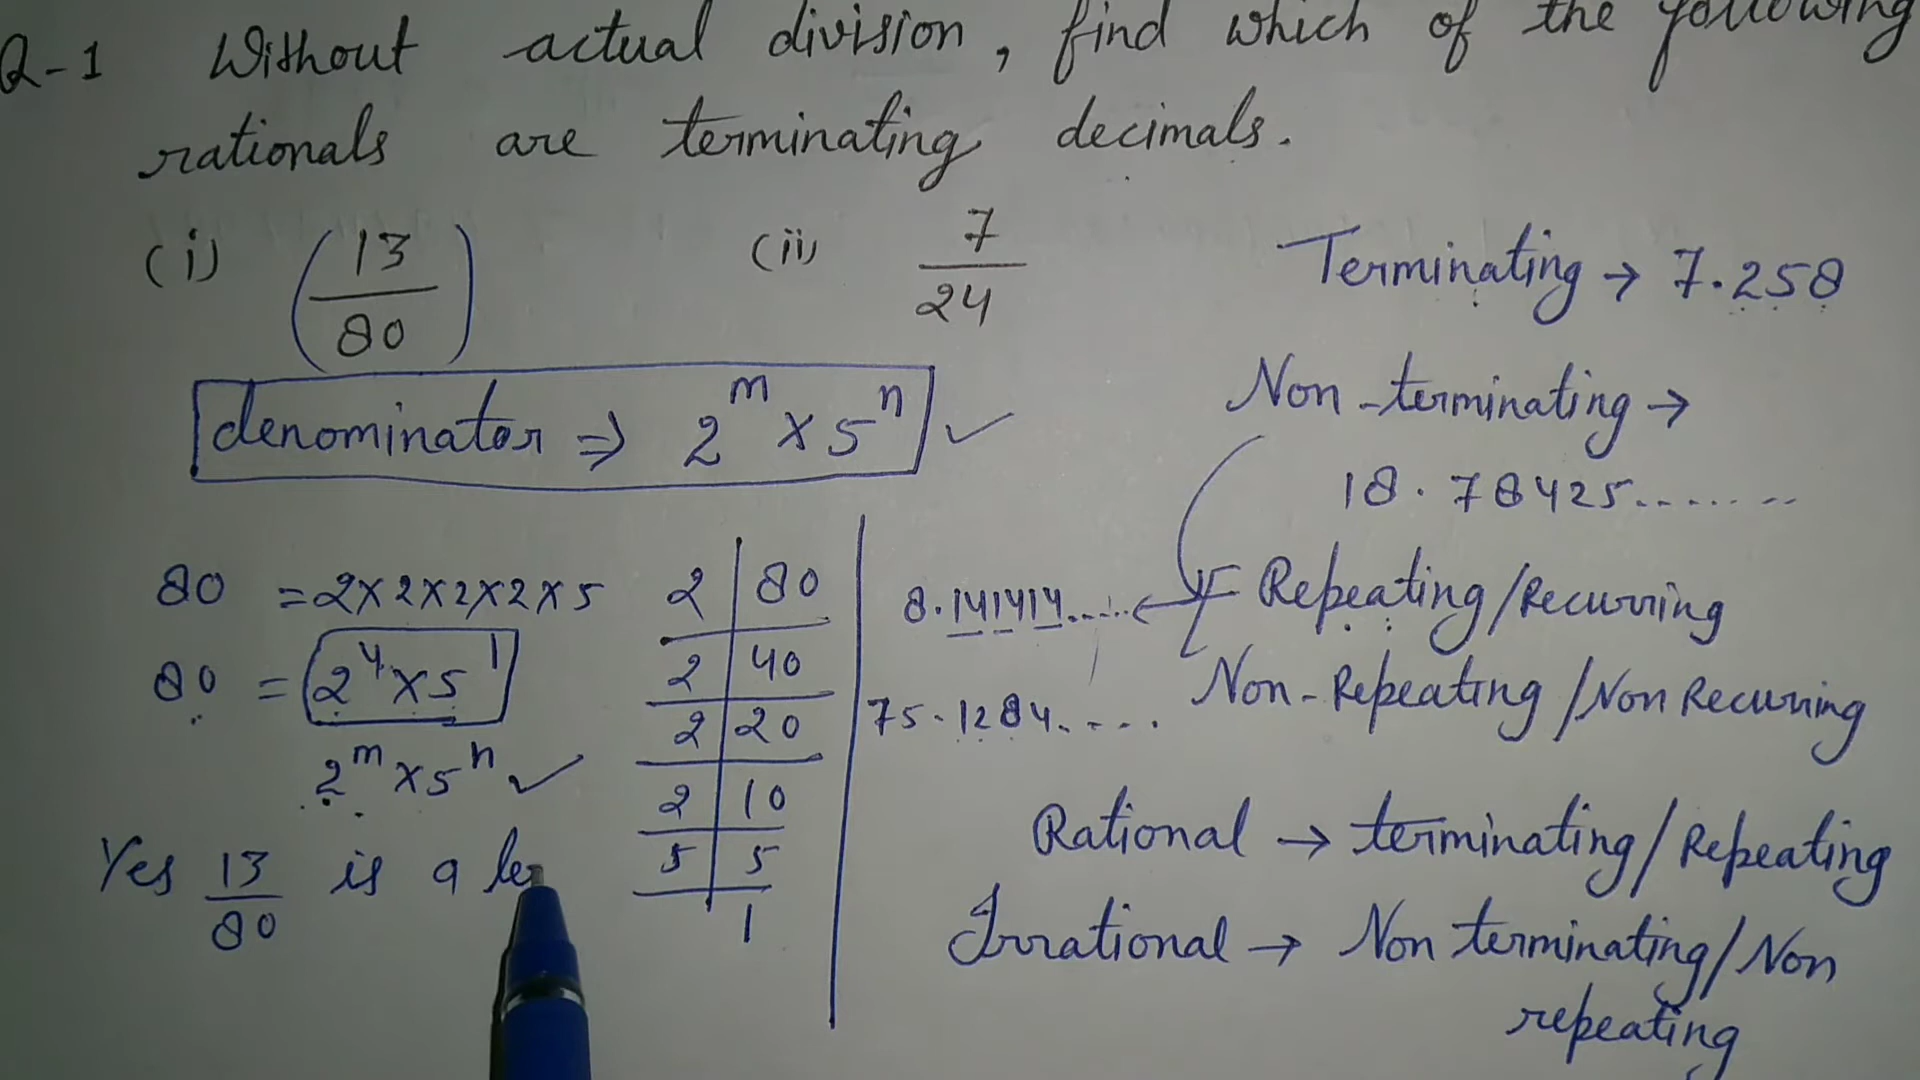 Q-1 Without actual division, find which of the following
rationals are terminating decimals.
(i) (13/80) (ii) 7/24
denominator ⇒ 2^m × 5^n ✓
80 = 2×2×2×2×5
80 = 2^4×5^1
2^m×5^n ✓
Yes 13/80 is a ter
2 | 80
2 | 40
2 | 20
2 | 10
5 | 5
1
Terminating → 7.258
Non-terminating →
18.78425.......
8.141414..... ← Repeating/Recurring
75.1284.... Non-Repeating/Non Recurring
Rational → terminating/Repeating
Irrational → Non terminating/Non
repeating